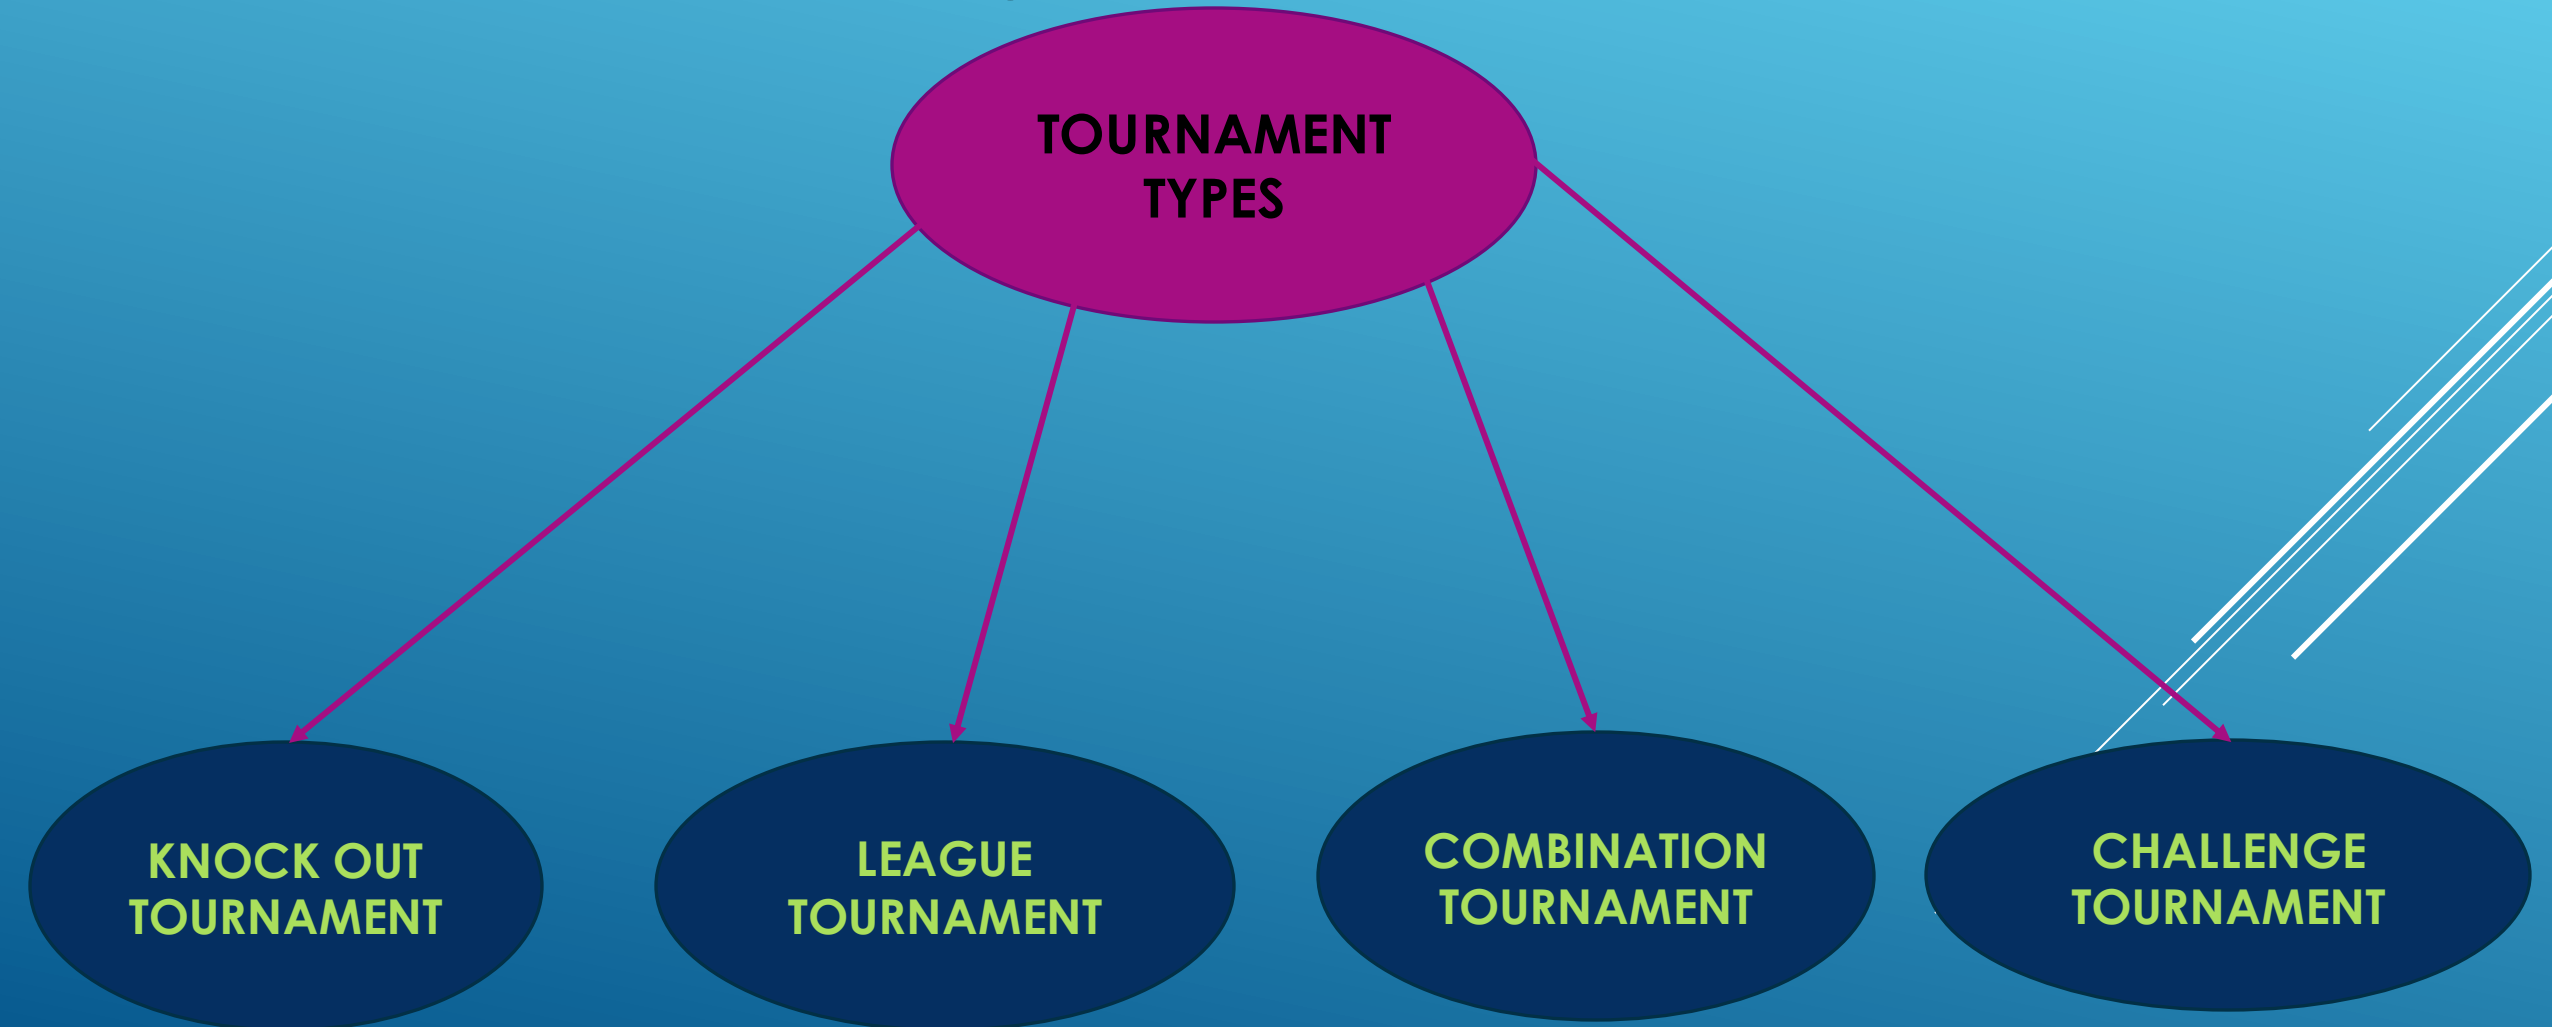 TOURNAMENT
TYPES
KNOCK OUT
TOURNAMENT
LEAGUE
TOURNAMENT
COMBINATION
TOURNAMENT
CHALLENGE
TOURNAMENT